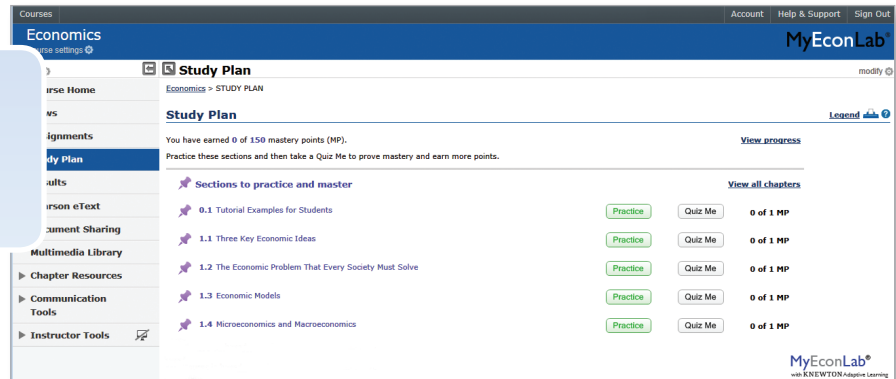 Courses
Account Help & Support Sign Out
Economics
MyEconLab®
settings
Study Plan
modify
Home
Economics > STUDY PLAN
Study Plan
Legend
You have earned 0 of 150 mastery points (MP).
View progress
Practice these sections and then take a Quiz Me to prove mastery and earn more points.
Plan
Sections to practice and master
View all chapters
eText
0.1 Tutorial Examples for Students
Practice
Quiz Me
0 of 1 MP
Sharing
1.1 Three Key Economic Ideas
Practice
Quiz Me
0 of 1 MP
Multimedia Library
1.2 The Economic Problem That Every Society Must Solve
Practice
Quiz Me
0 of 1 MP
Chapter Resources
1.3 Economic Models
Practice
Quiz Me
0 of 1 MP
Communication
Tools
1.4 Microeconomics and Macroeconomics
Practice
Quiz Me
0 of 1 MP
Instructor Tools
MyEconLab®
with KNEWTON Adaptive Learning